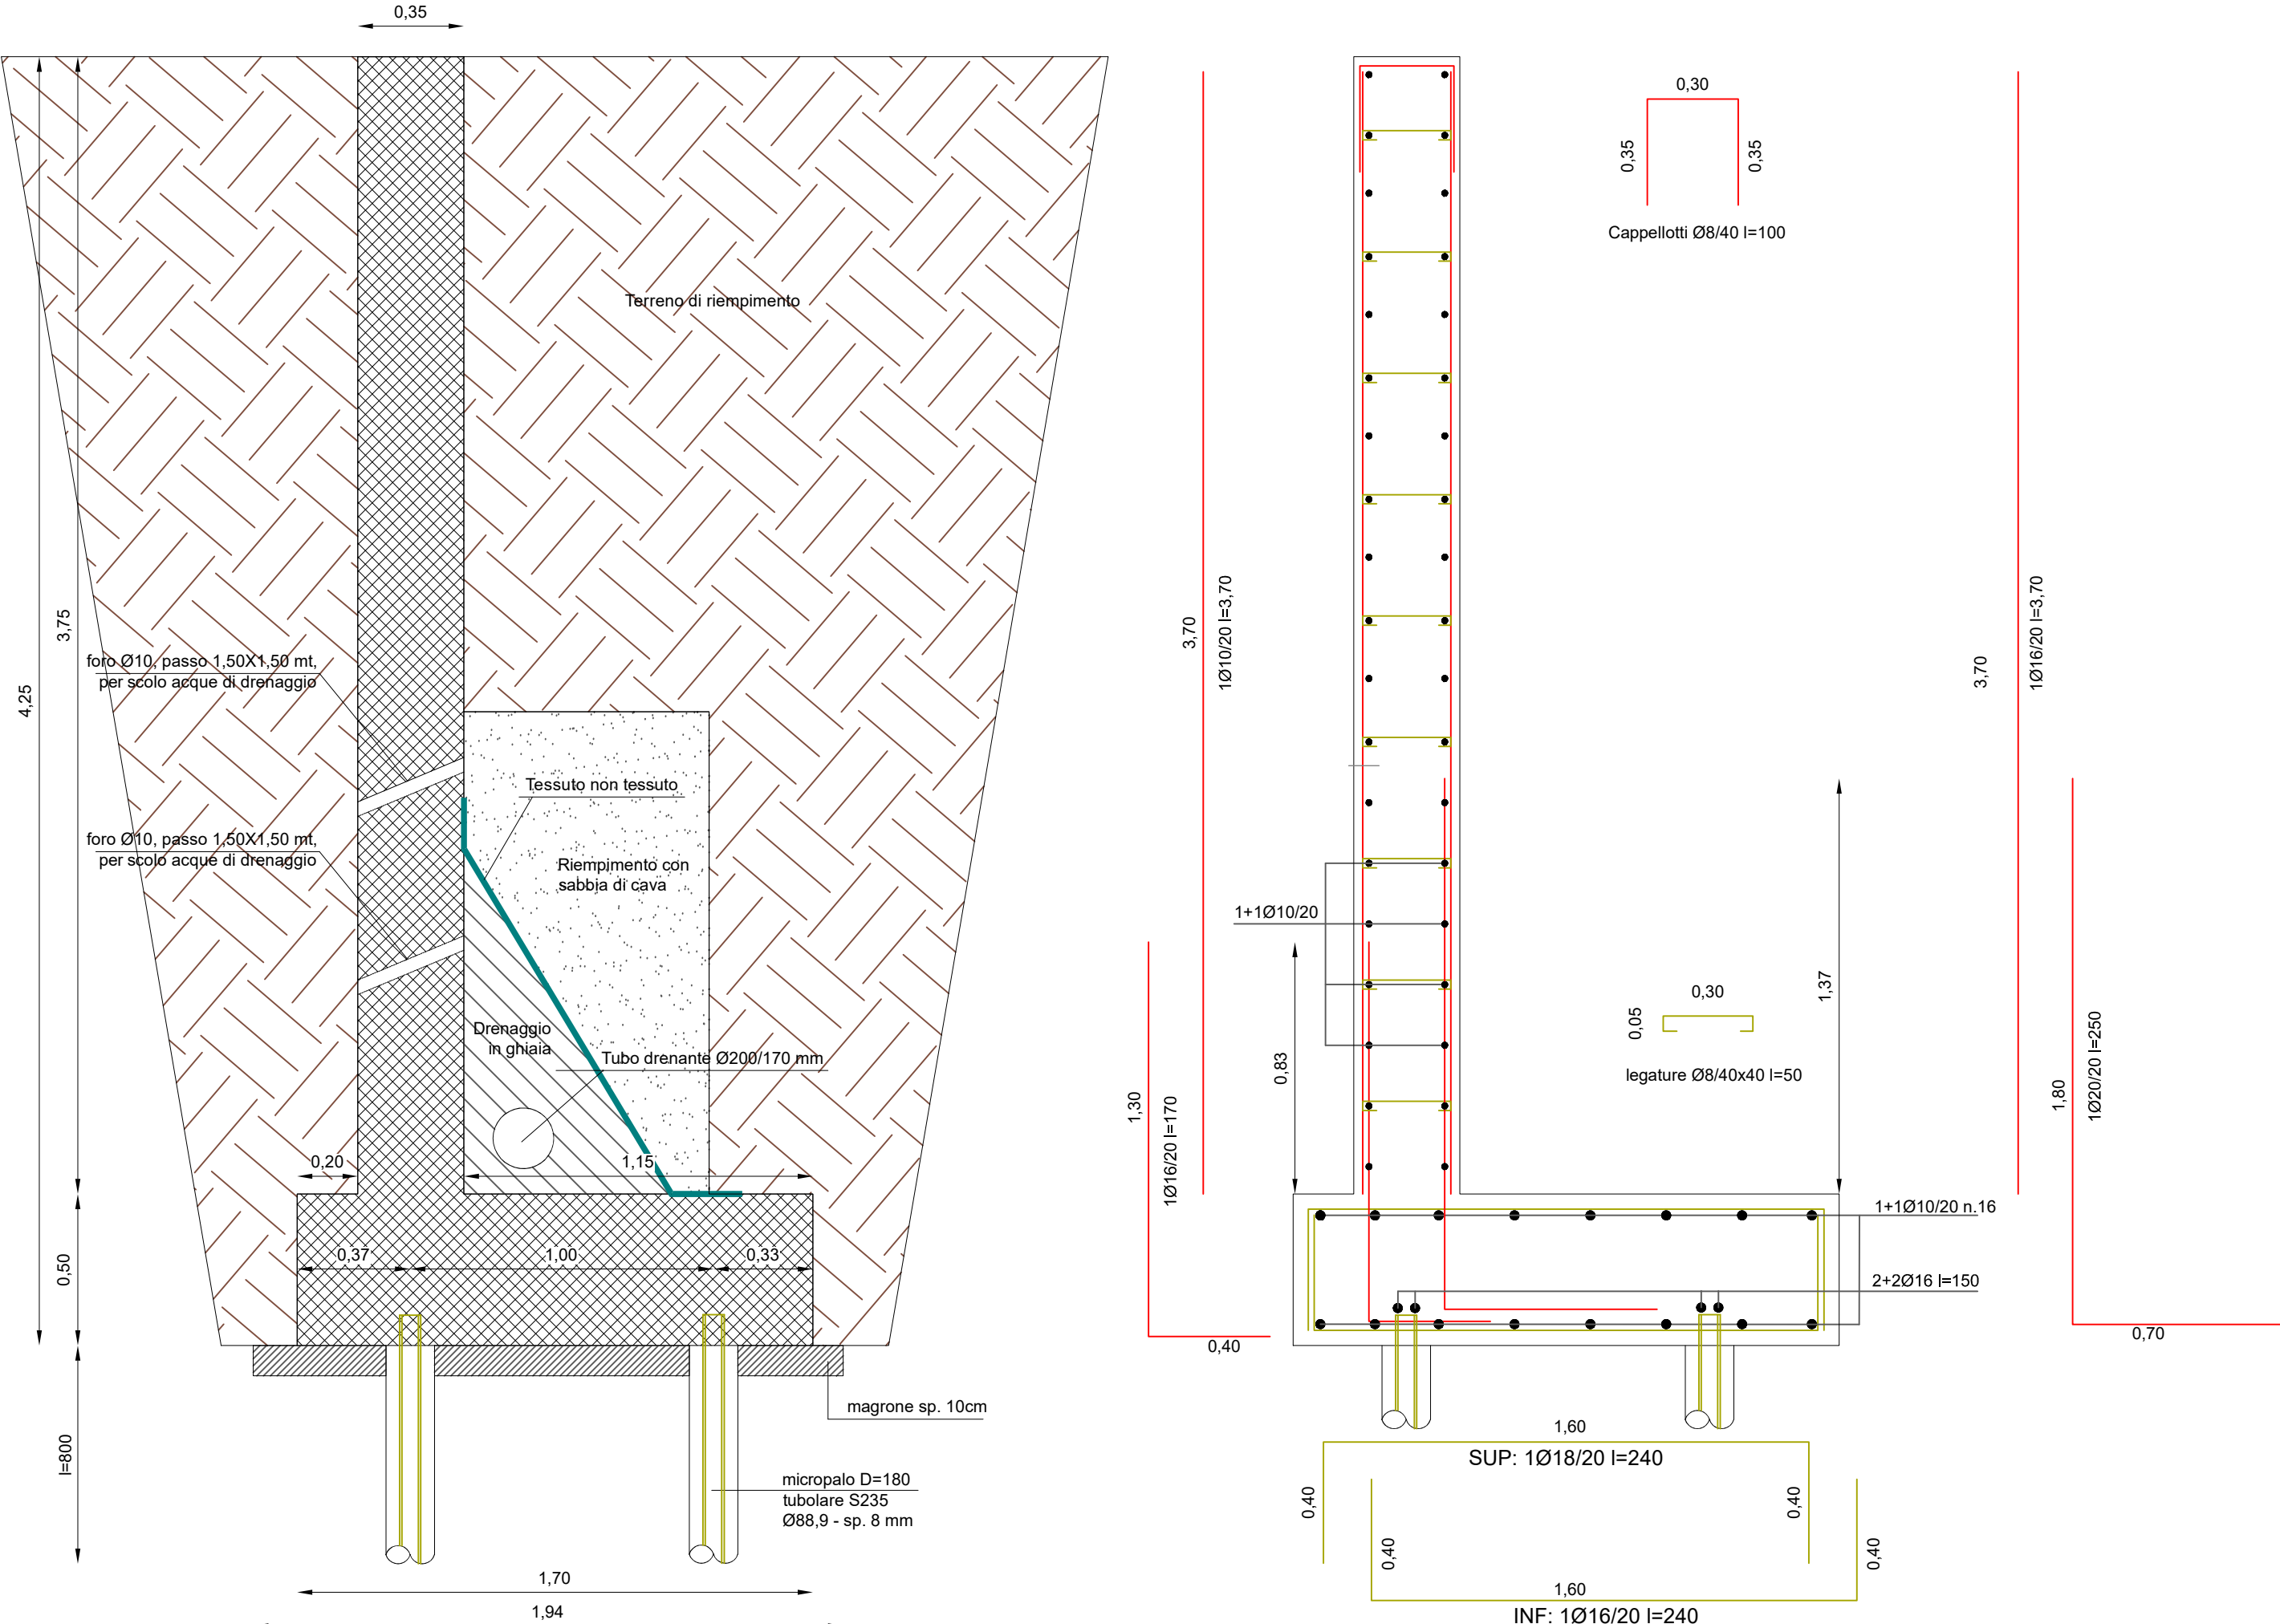 0,35
4,25
3,75
0,50
l=800
Terreno di riempimento
foro Ø10, passo 1,50X1,50 mt,
per scolo acque di drenaggio
foro Ø10, passo 1,50X1,50 mt,
per scolo acque di drenaggio
Tessuto non tessuto
Riempimento con
sabbia di cava
Drenaggio
in ghiaia
Tubo drenante Ø200/170 mm
0,20
1,15
0,37
1,00
0,33
magrone sp. 10cm
micropalo D=180
tubolare S235
Ø88,9 - sp. 8 mm
1,70
1,94
0,30
0,35
0,35
Cappellotti Ø8/40 l=100
3,70
1Ø10/20 l=3,70
3,70
1Ø16/20 l=3,70
1+1Ø10/20
0,83
1,30
1Ø16/20 l=170
0,40
0,30
0,05
legature Ø8/40x40 l=50
1,37
1,80
1Ø20/20 l=250
0,70
1+1Ø10/20 n.16
2+2Ø16 l=150
1,60
SUP: 1Ø18/20 l=240
0,40
0,40
0,40
0,40
1,60
INF: 1Ø16/20 l=240